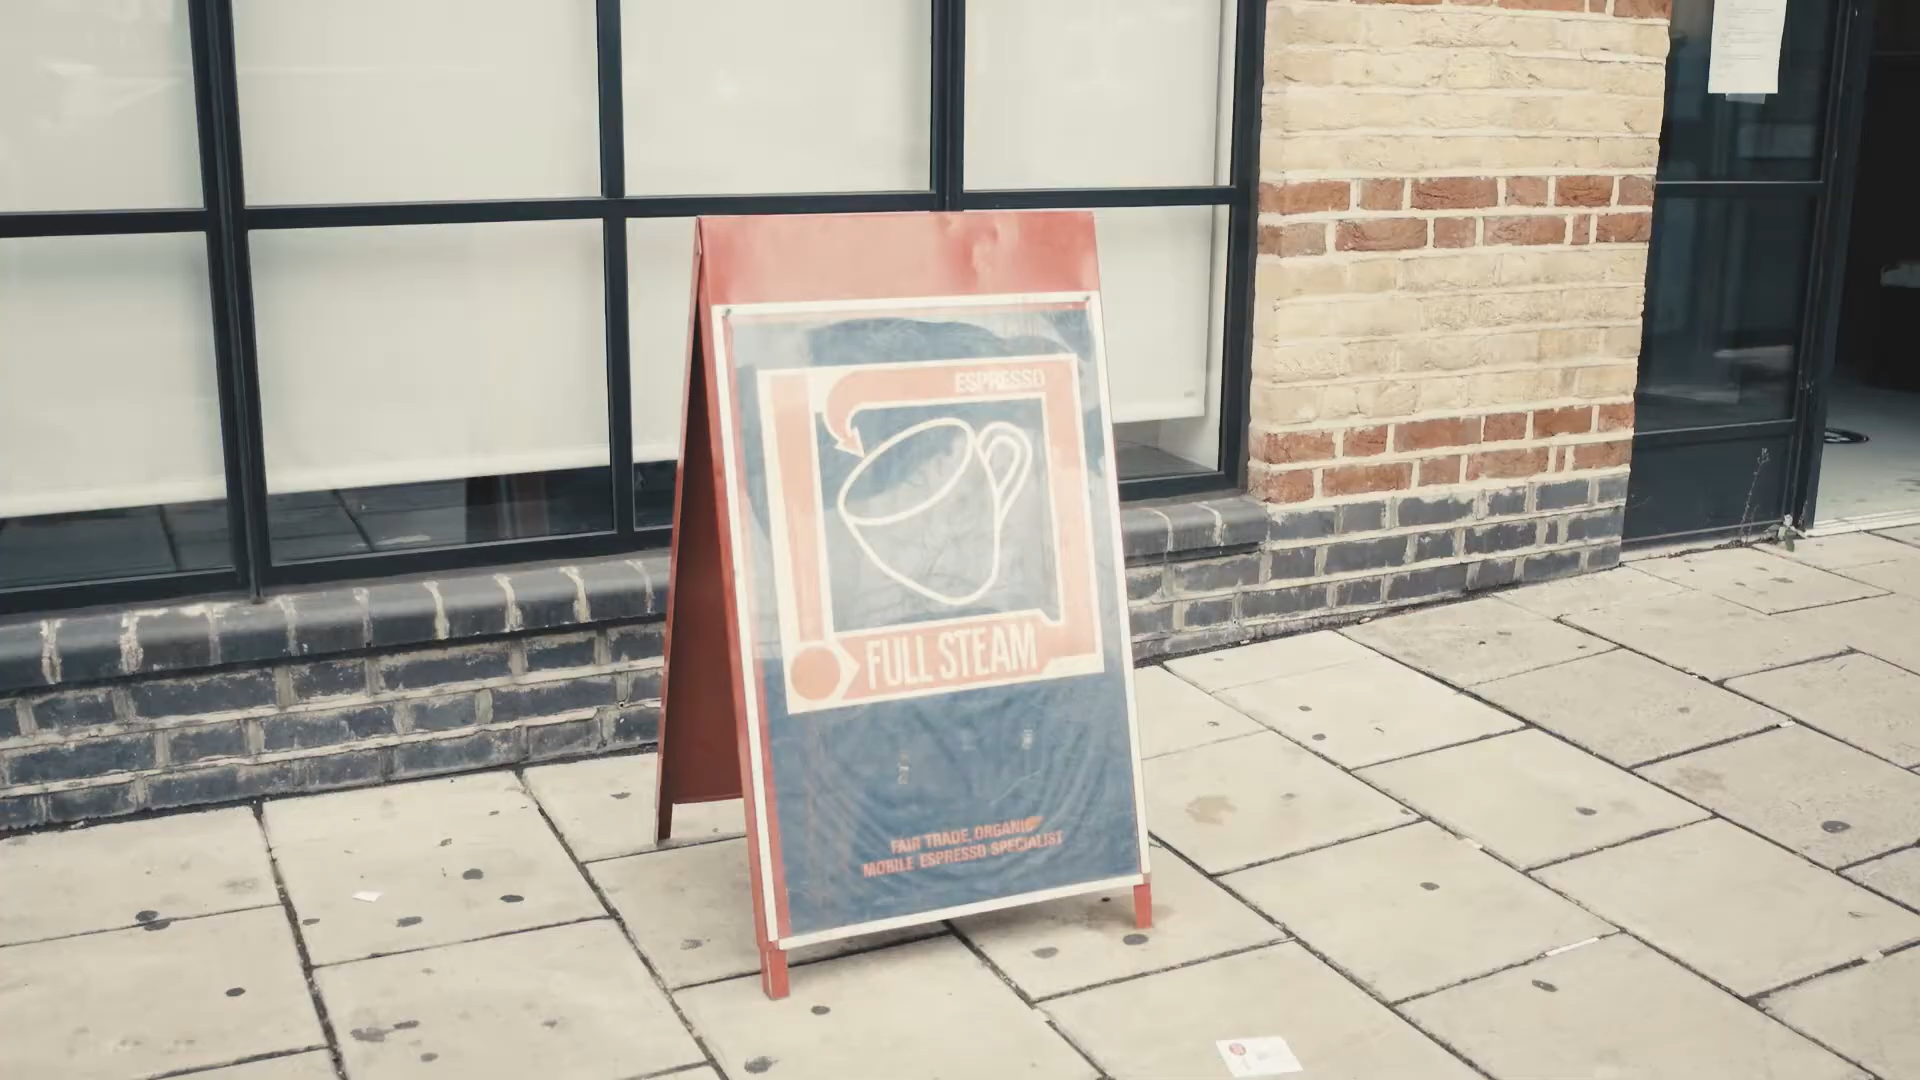 ESPRESSO
FULL STEAM
FAIR TRADE, ORGANIC
MOBILE ESPRESSO SPECIALIST